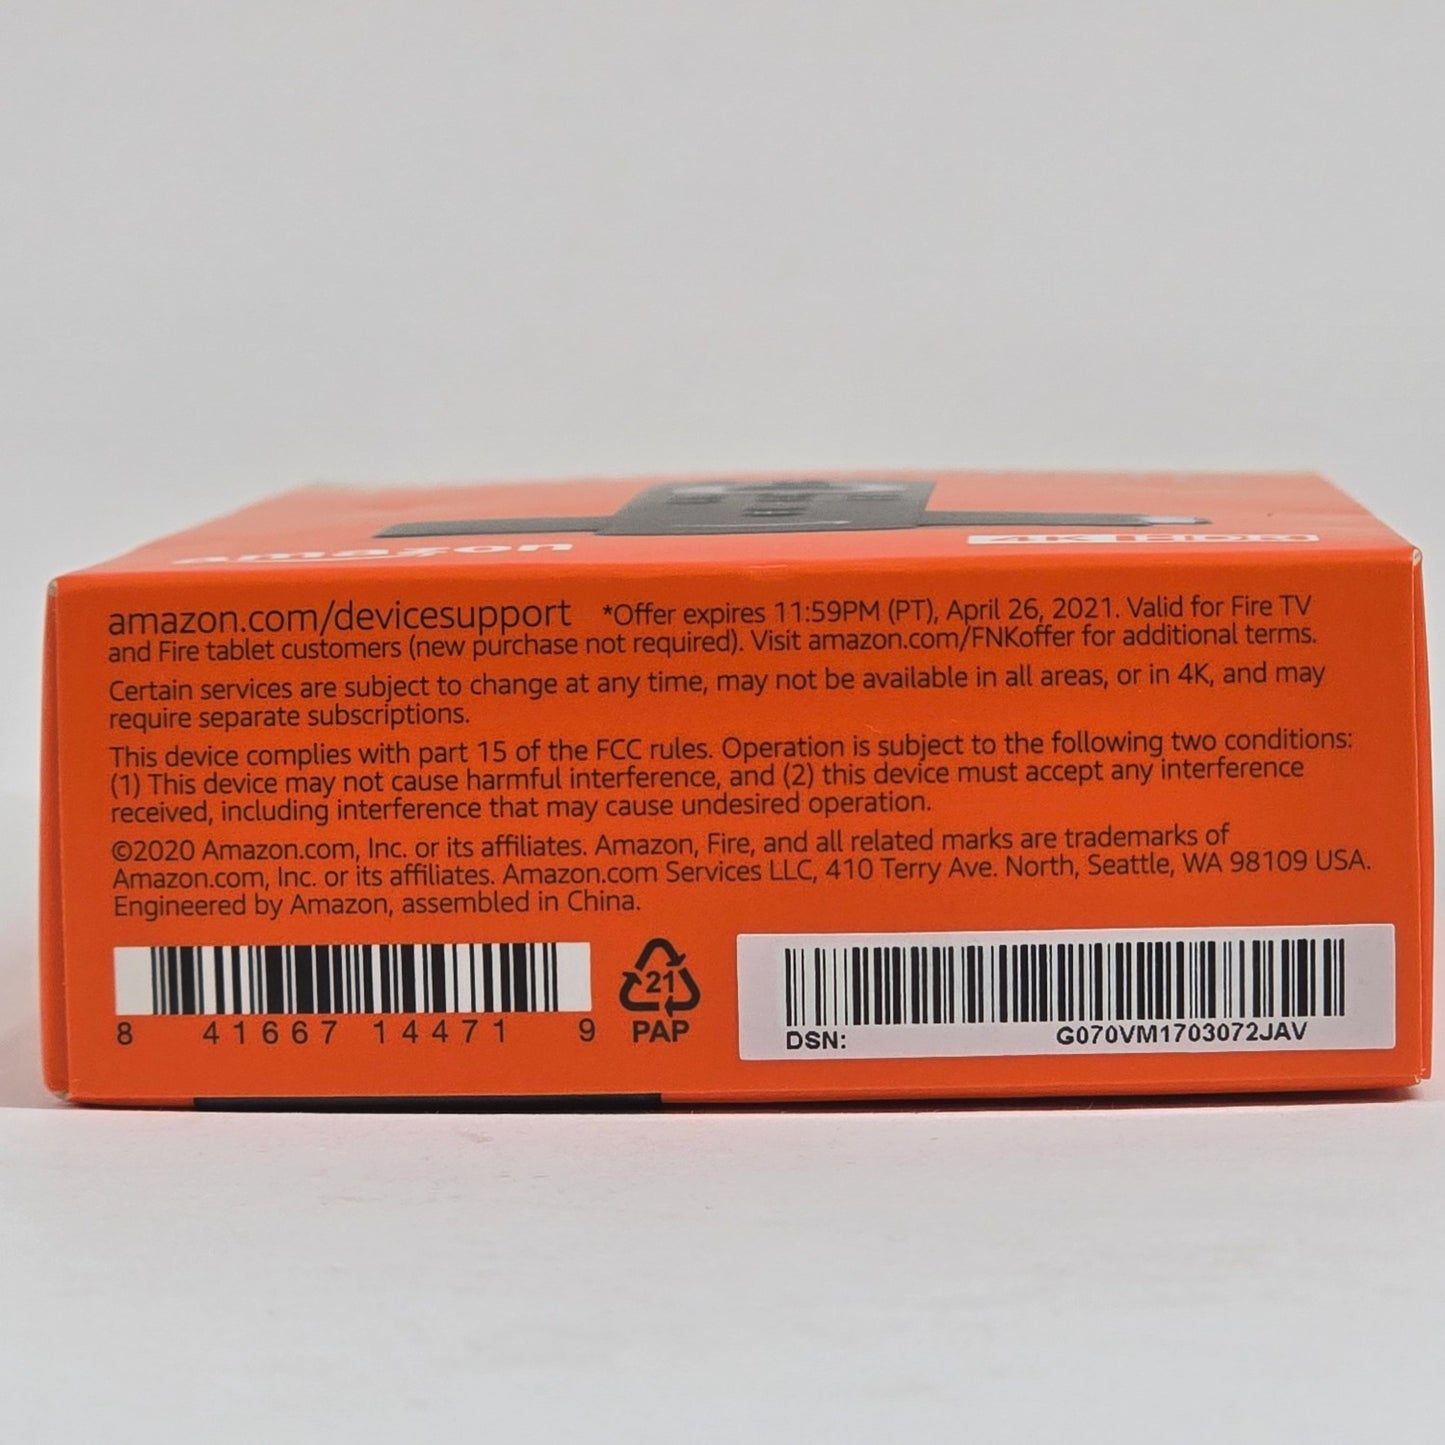 amazon
4K HDR
amazon.com/devicesupport *Offer expires 11:59PM (PT), April 26, 2021. Valid for Fire TV
and Fire tablet customers (new purchase not required). Visit amazon.com/FNKoffer for additional terms.
Certain services are subject to change at any time, may not be available in all areas, or in 4K, and may
require separate subscriptions.
This device complies with part 15 of the FCC rules. Operation is subject to the following two conditions:
(1) This device may not cause harmful interference, and (2) this device must accept any interference
received, including interference that may cause undesired operation.
©2020 Amazon.com, Inc. or its affiliates. Amazon, Fire, and all related marks are trademarks of
Amazon.com, Inc. or its affiliates. Amazon.com Services LLC, 410 Terry Ave. North, Seattle, WA 98109 USA.
Engineered by Amazon, assembled in China.
8 41667 14471 9
21
PAP
DSN: G070VM1703072JAV